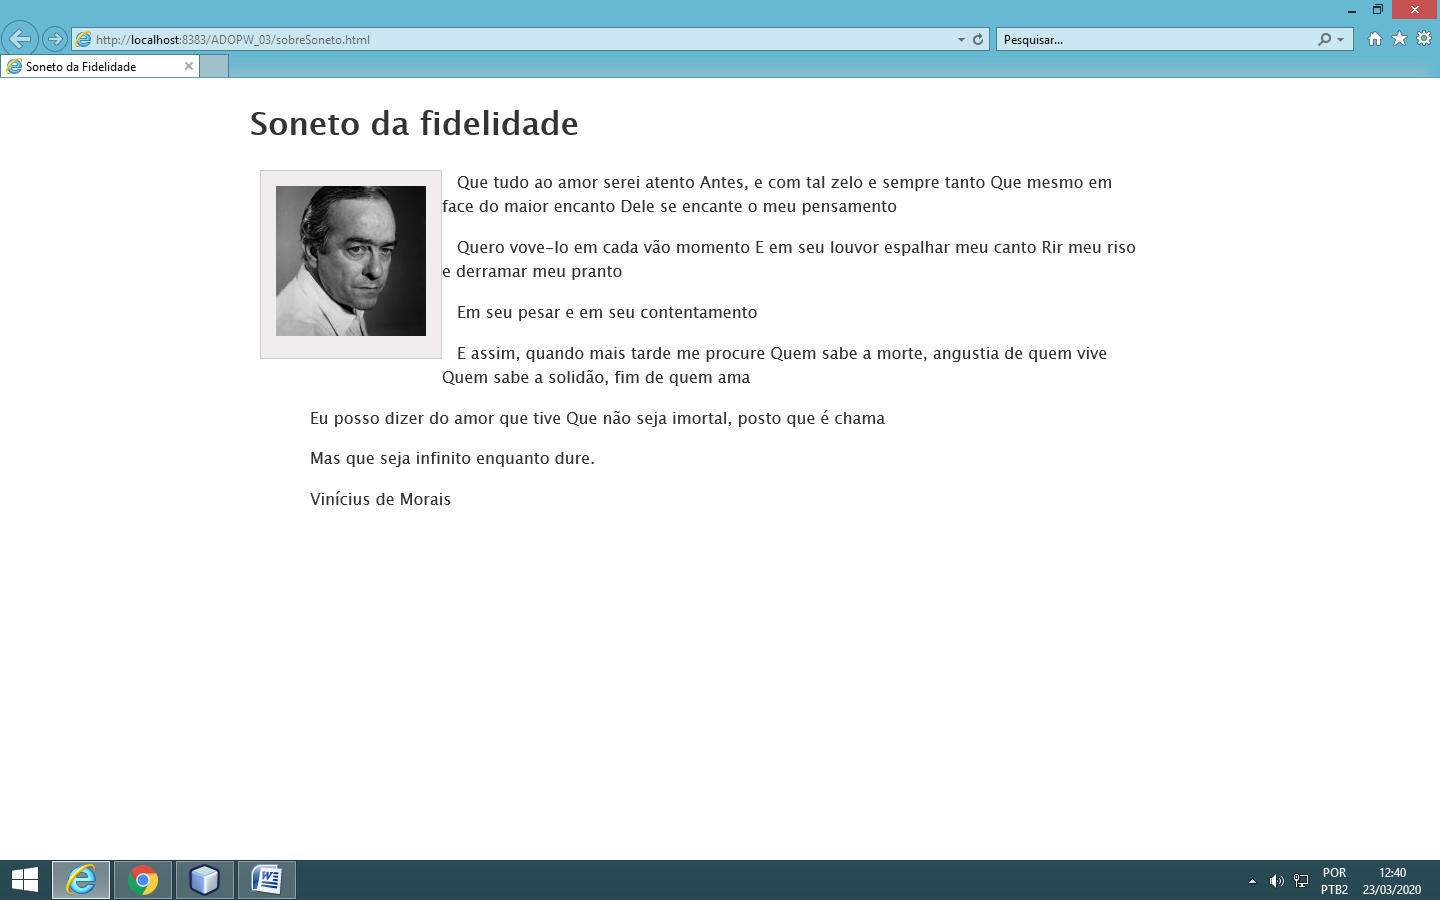 http://localhost:8383/ADOPW_03/sobreSoneto.html
Pesquisar...
Soneto da Fidelidade
Soneto da fidelidade
Que tudo ao amor serei atento Antes, e com tal zelo e sempre tanto Que mesmo em
face do maior encanto Dele se encante o meu pensamento
Quero vove-lo em cada vão momento E em seu louvor espalhar meu canto Rir meu riso
e derramar meu pranto
Em seu pesar e em seu contentamento
E assim, quando mais tarde me procure Quem sabe a morte, angustia de quem vive
Quem sabe a solidão, fim de quem ama
Eu posso dizer do amor que tive Que não seja imortal, posto que é chama
Mas que seja infinito enquanto dure.
Vinícius de Morais
POR
PTB2
12:40
23/03/2020